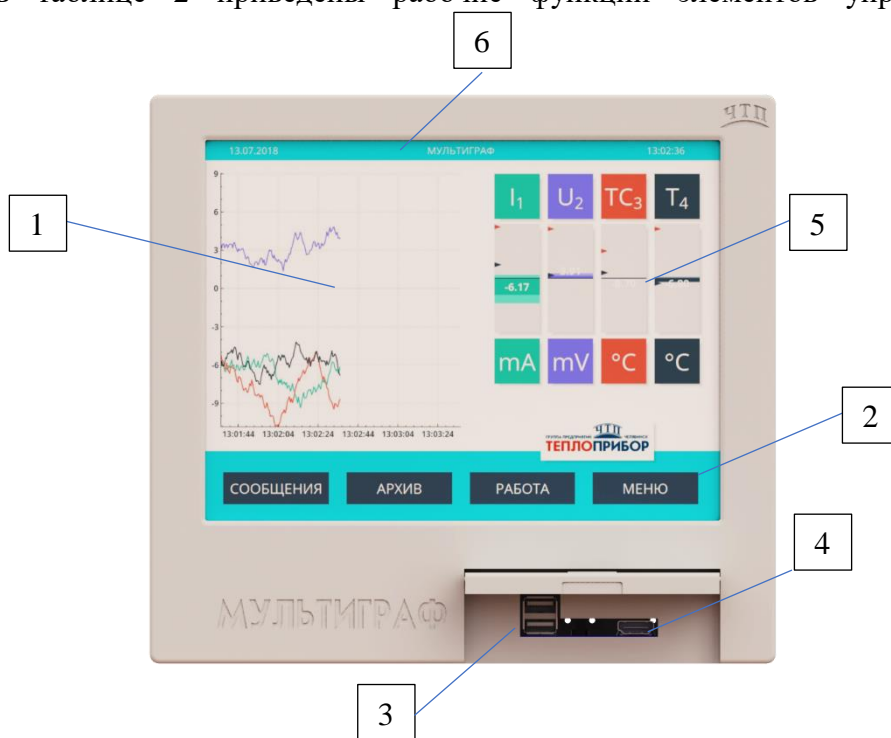 в таблице 2 приведены рабочие функции элементов упр
6
ЧТП
13.07.2018 МУЛЬТИГРАФ 13:02:36
9
6
3
0
-3
-6
-9
13:01:44 13:02:04 13:02:24 13:02:44 13:03:04 13:03:24
1
I₁ U₂ TC₃ T₄
5
-6.17
mA mV °C °C
2
ЧТП
ГРУППА ПРЕДПРИЯТИЙ ЧЕЛЯБИНСК
ТЕПЛОПРИБОР
СООБЩЕНИЯ АРХИВ РАБОТА МЕНЮ
4
МУЛЬТИГРАФ
3